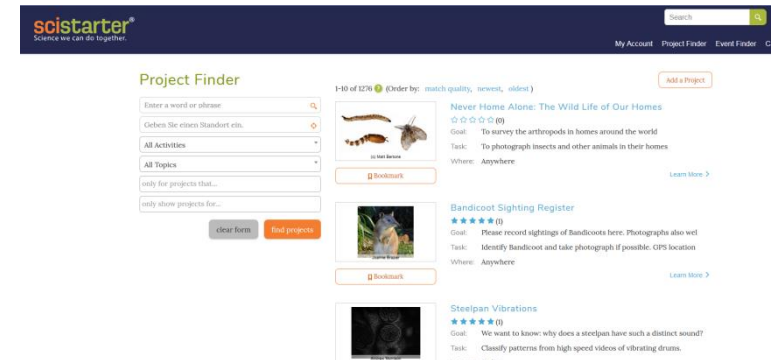 scistarter®
Science we can do together.
Search
My Account Project Finder Event Finder
Project Finder
Enter a word or phrase
Geben Sie einen Standort ein.
All Activities
All Topics
only for projects that...
only show projects for...
clear form find projects
1-10 of 1276 (Order by: match quality, newest, oldest )
Add a Project
Never Home Alone: The Wild Life of Our Homes
(0)
Goal: To survey the arthropods in homes around the world
Task: To photograph insects and other animals in their homes
Where: Anywhere
(c) Matt Bertone
Bookmark
Learn More >
Bandicoot Sighting Register
(1)
Goal: Please record sightings of Bandicoots here. Photographs also wel
Task: Identify Bandicoot and take photograph if possible. GPS location
Where: Anywhere
Bookmark
Learn More >
Steelpan Vibrations
(1)
Goal: We want to know: why does a steelpan have such a distinct sound?
Task: Classify patterns from high speed videos of vibrating drums.